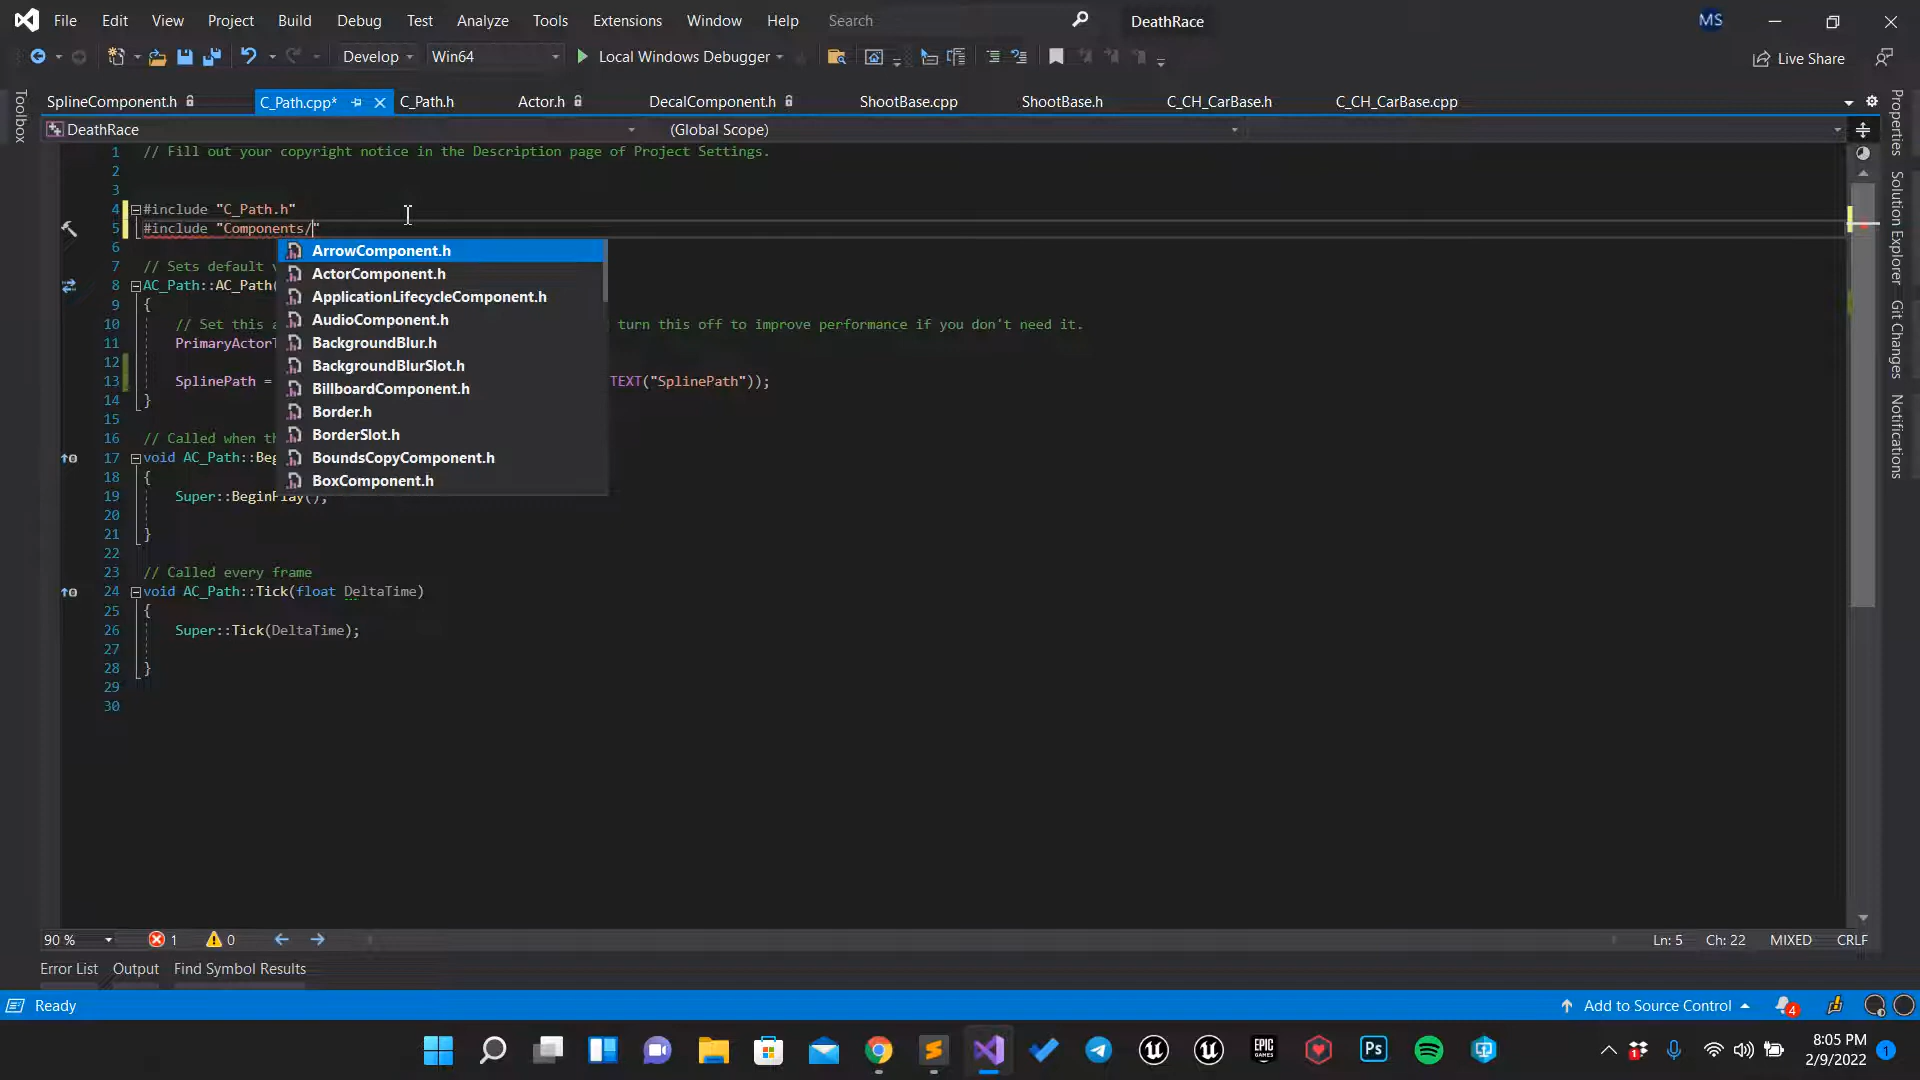 File Edit View Project Build Debug Test Analyze Tools Extensions Window Help Search DeathRace MS
Develop Win64 Local Windows Debugger Live Share
SplineComponent.h C_Path.cpp* C_Path.h Actor.h DecalComponent.h ShootBase.cpp ShootBase.h C_CH_CarBase.h C_CH_CarBase.cpp
DeathRace (Global Scope)
Toolbox
Properties
Solution Explorer
Git Changes
Notifications
1 // Fill out your copyright notice in the Description page of Project Settings.
2
3
4 #include "C_Path.h"
5 #include "Components/"
6
7 // Sets default v
8 AC_Path::AC_Path(
9 {
10 // Set this a turn this off to improve performance if you don't need it.
11 PrimaryActorT
12
13 SplinePath = TEXT("SplinePath"));
14 }
15
16 // Called when th
17 void AC_Path::Beg
18 {
19 Super::BeginPlay();
20
21 }
22
23 // Called every frame
24 void AC_Path::Tick(float DeltaTime)
25 {
26 Super::Tick(DeltaTime);
27
28 }
29
30
ArrowComponent.h
ActorComponent.h
ApplicationLifecycleComponent.h
AudioComponent.h
BackgroundBlur.h
BackgroundBlurSlot.h
BillboardComponent.h
Border.h
BorderSlot.h
BoundsCopyComponent.h
BoxComponent.h
90 % 1 0 Ln: 5 Ch: 22 MIXED CRLF
Error List Output Find Symbol Results
Ready Add to Source Control 4
EPIC GAMES Ps 1 8:05 PM 1
2/9/2022